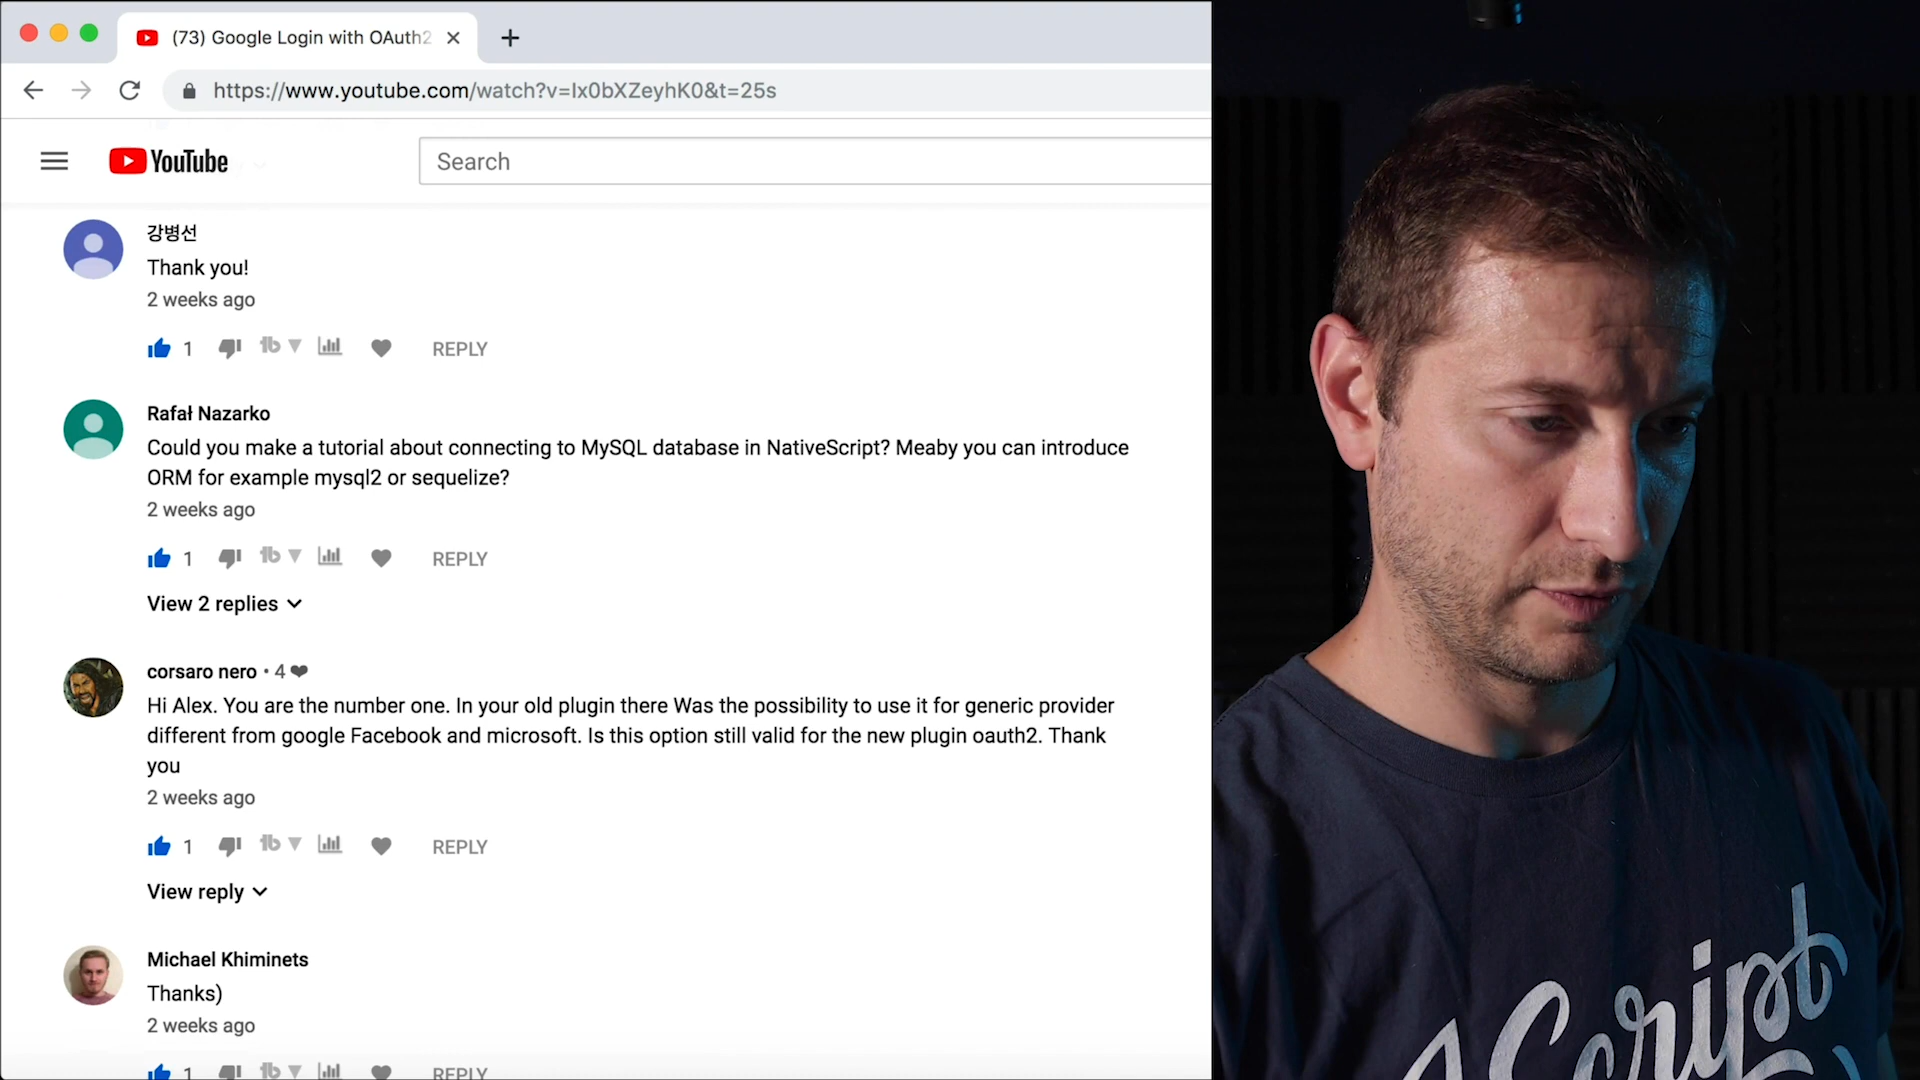 (73) Google Login with OAuth2
https://www.youtube.com/watch?v=Ix0bXZeyhK0&t=25s
YouTube
Search
강병선
Thank you!
2 weeks ago
1
REPLY
Rafał Nazarko
Could you make a tutorial about connecting to MySQL database in NativeScript? Meaby you can introduce
ORM for example mysql2 or sequelize?
2 weeks ago
1
REPLY
View 2 replies
corsaro nero • 4
Hi Alex. You are the number one. In your old plugin there Was the possibility to use it for generic provider
different from google Facebook and microsoft. Is this option still valid for the new plugin oauth2. Thank
you
2 weeks ago
1
REPLY
View reply
Michael Khiminets
Thanks)
2 weeks ago
1
REPLY
Script